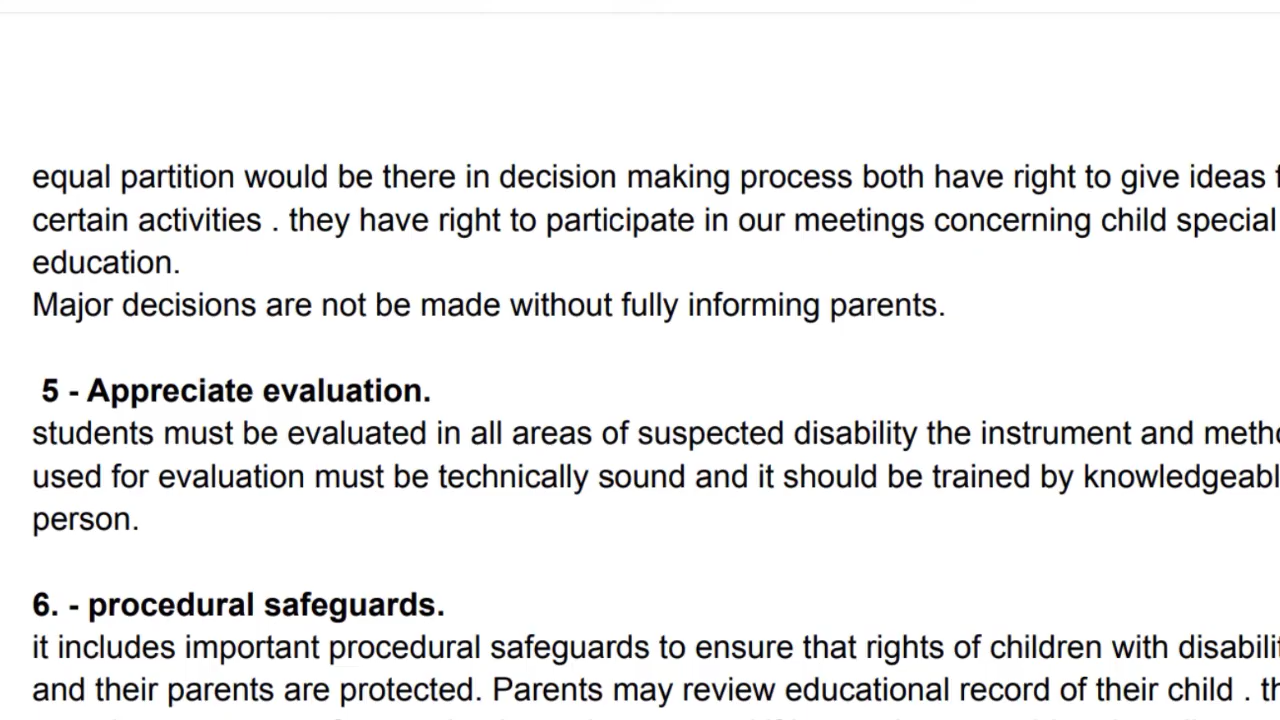 equal partition would be there in decision making process both have right to give ideas
certain activities . they have right to participate in our meetings concerning child special
education.
Major decisions are not be made without fully informing parents.
5 - Appreciate evaluation.
students must be evaluated in all areas of suspected disability the instrument and
used for evaluation must be technically sound and it should be trained by
person.
6. - procedural safeguards.
it includes important procedural safeguards to ensure that rights of children with
and their parents are protected. Parents may review educational record of their child .